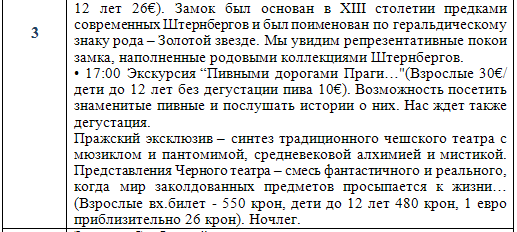 12 лет 26€). Замок был основан в XIII столетии предками
3
современных Штернбергов и был поименован по геральдическому
знаку рода – Золотой звезде. Мы увидим репрезентативные покои
замка, наполненные родовыми коллекциями Штернбергов.
• 17:00 Экскурсия “Пивными дорогами Праги…"(Взрослые 30€/
дети до 12 лет без дегустации пива 10€). Возможность посетить
знаменитые пивные и послушать истории о них. Нас ждет также
дегустация.
Пражский эксклюзив – синтез традиционного чешского театра с
мюзиклом и пантомимой, средневековой алхимией и мистикой.
Представления Черного театра – смесь фантастичного и реального,
когда мир заколдованных предметов просыпается к жизни…
(Взрослые вх.билет - 550 крон, дети до 12 лет 480 крон, 1 евро
приблизительно 26 крон). Ночлег.